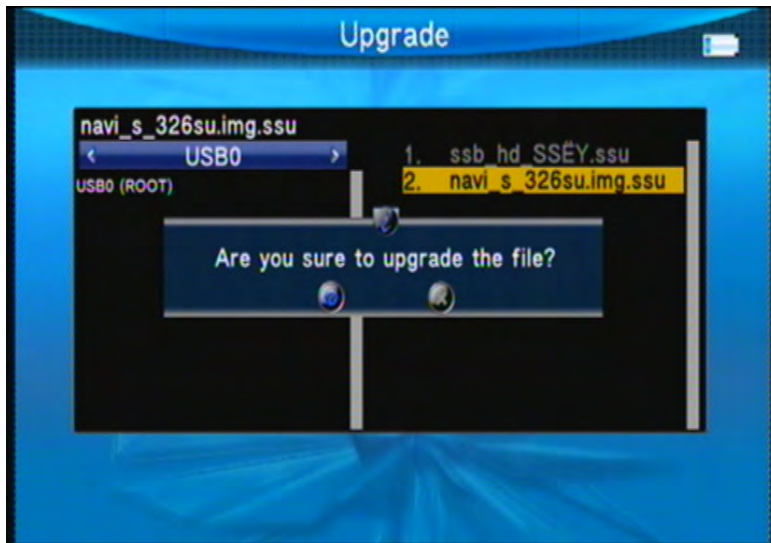 Upgrade
navi_s_326su.img.ssu
USB0
USB0 (ROOT)
1. ssb_hd_SSËY.ssu
2. navi_s_326su.img.ssu
Are you sure to upgrade the file?